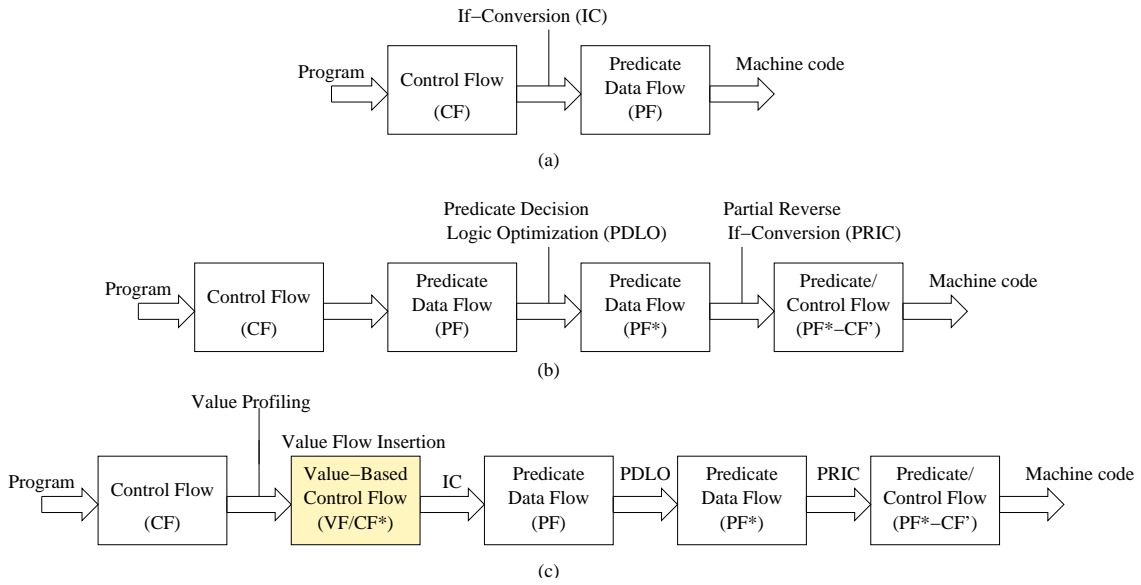 If−Conversion (IC)
Program
Control Flow
(CF)
Predicate
Data Flow
(PF)
Machine code
(a)
Predicate Decision
Logic Optimization (PDLO)
Partial Reverse
If−Conversion (PRIC)
Program
Control Flow
(CF)
Predicate
Data Flow
(PF)
Predicate
Data Flow
(PF*)
Predicate/
Control Flow
(PF*−CF’)
Machine code
(b)
Value Profiling
Value Flow Insertion
Program
Control Flow
(CF)
Value−Based
Control Flow
(VF/CF*)
IC
Predicate
Data Flow
(PF)
PDLO
Predicate
Data Flow
(PF*)
PRIC
Predicate/
Control Flow
(PF*−CF’)
Machine code
(c)